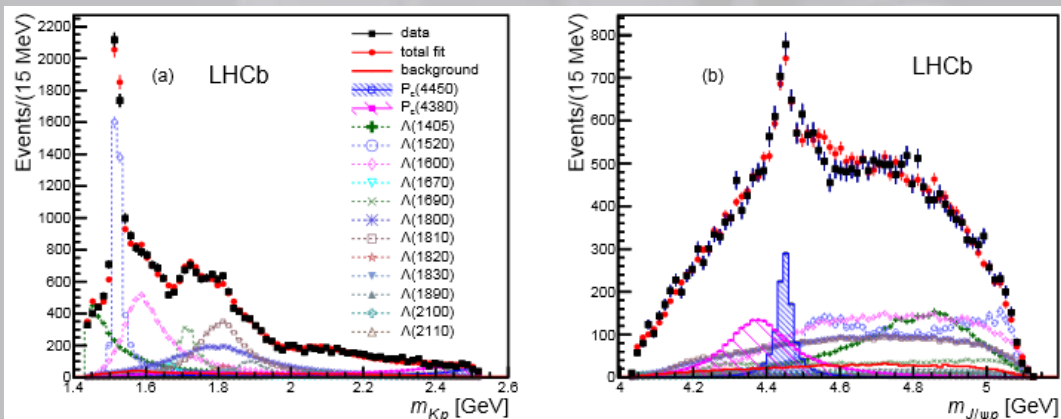 2200
2000
1800
1600
1400
1200
1000
800
600
400
200
0
1.4 1.6 1.8 2 2.2 2.4 2.6
Events/(15 MeV)
m_Kp [GeV]
(a) LHCb
data
total fit
background
P_c(4450)
P_c(4380)
Λ(1405)
Λ(1520)
Λ(1600)
Λ(1670)
Λ(1690)
Λ(1800)
Λ(1810)
Λ(1820)
Λ(1830)
Λ(1890)
Λ(2100)
Λ(2110)
800
700
600
500
400
300
200
100
0
4 4.2 4.4 4.6 4.8 5
Events/(15 MeV)
m_J/ψp [GeV]
(b) LHCb